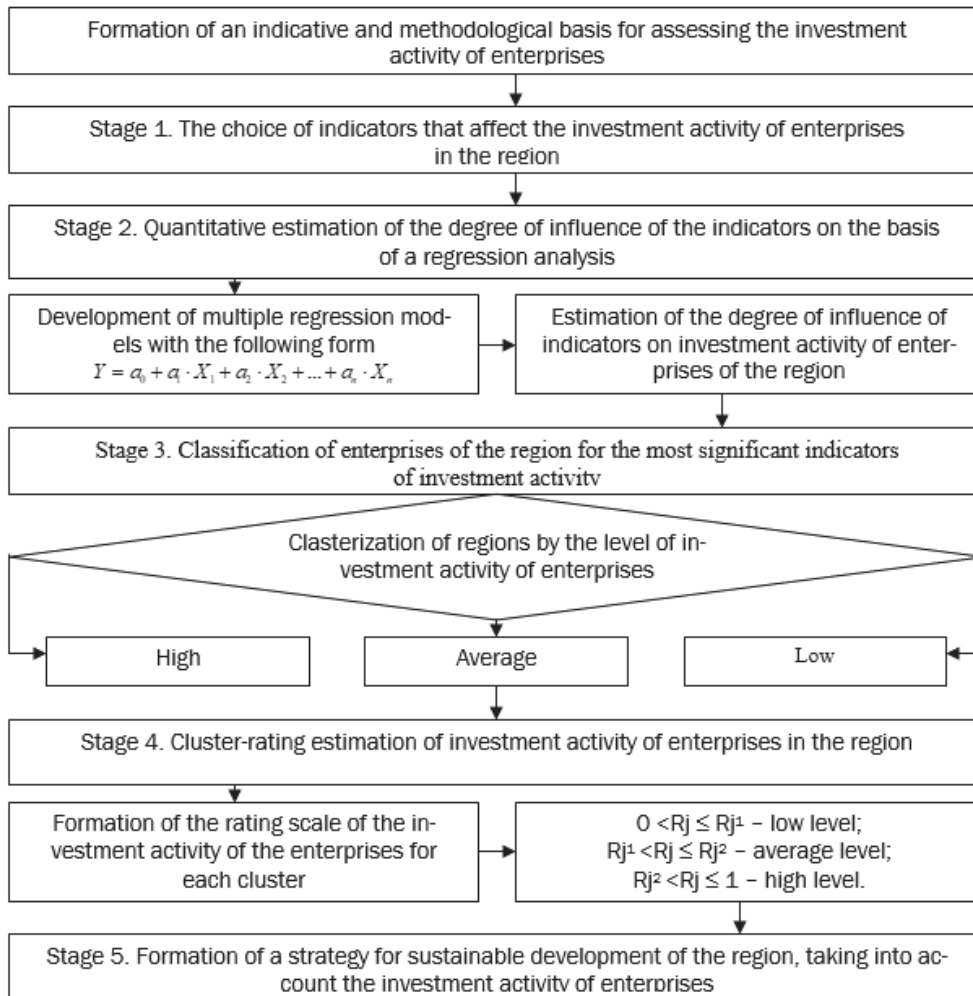 Formation of an indicative and methodological basis for assessing the investment
activity of enterprises
Stage 1. The choice of indicators that affect the investment activity of enterprises
in the region
Stage 2. Quantitative estimation of the degree of influence of the indicators on the basis
of a regression analysis
Development of multiple regression mod-
els with the following form
Y = a₀ + a₁ · X₁ + a₂ · X₂ + ... + aₙ · Xₙ
Estimation of the degree of influence of
indicators on investment activity of enter-
prises of the region
Stage 3. Classification of enterprises of the region for the most significant indicators
of investment activity
Clasterization of regions by the level of in-
vestment activity of enterprises
High
Average
Low
Stage 4. Cluster-rating estimation of investment activity of enterprises in the region
Formation of the rating scale of the in-
vestment activity of the enterprises for
each cluster
0 <Rj ≤ Rj¹ – low level;
Rj¹ <Rj ≤ Rj² – average level;
Rj² <Rj ≤ 1 – high level.
Stage 5. Formation of a strategy for sustainable development of the region, taking into ac-
count the investment activity of enterprises